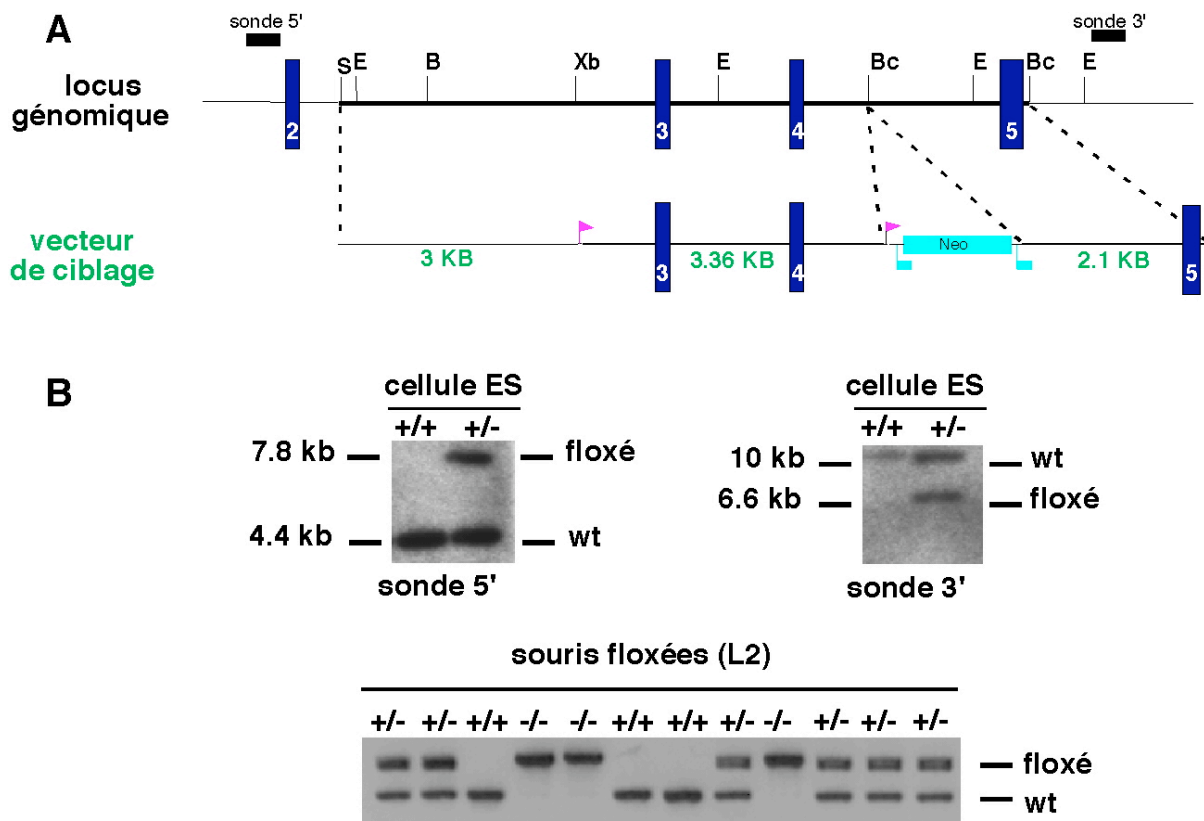 A
sonde 5'
sonde 3'
locus
génomique
S E B Xb E Bc E Bc E
2 3 4 5
vecteur
de ciblage
3 KB 3.36 KB Neo 2.1 KB
3 4 5
B
cellule ES
+/+ +/-
7.8 kb floxé
4.4 kb wt
sonde 5'
cellule ES
+/+ +/-
10 kb wt
6.6 kb floxé
sonde 3'
souris floxées (L2)
+/- +/- +/+ -/- -/- +/+ +/+ +/- -/- +/- +/- +/-
floxé
wt